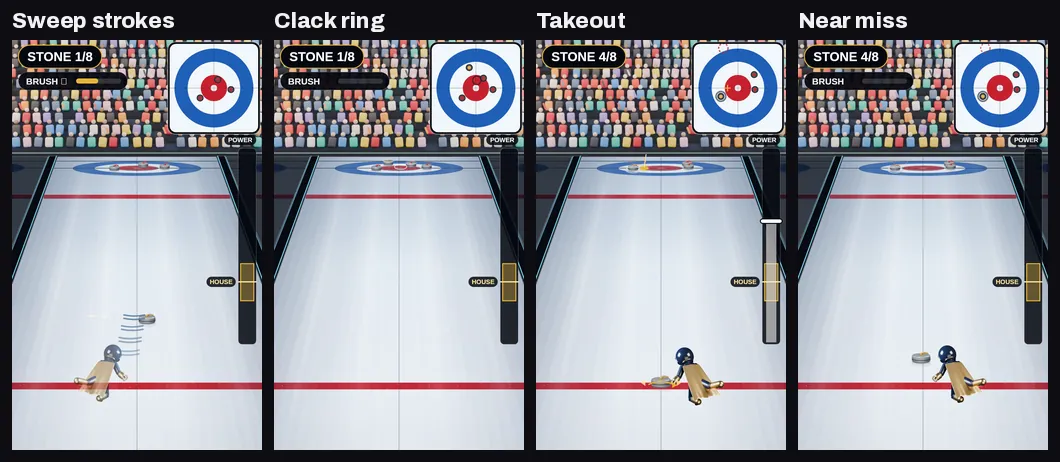 Sweep strokes
STONE 1/8
BRUSH
POWER
HOUSE
Clack ring
STONE 1/8
BRUSH
POWER
HOUSE
Takeout
STONE 4/8
POWER
HOUSE
Near miss
STONE 4/8
BRUSH
POWER
HOUSE